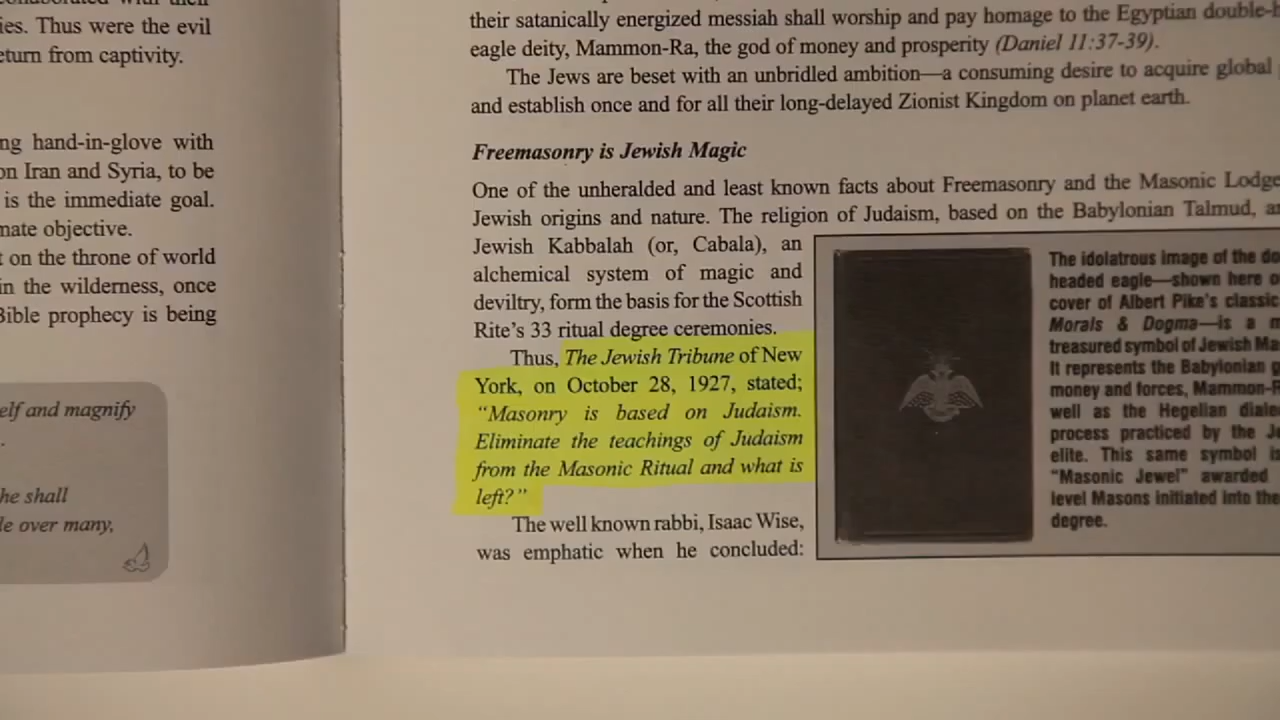 ies. Thus were the evil
eturn from captivity.
ng hand-in-glove with
on Iran and Syria, to be
is the immediate goal.
mate objective.
t on the throne of world
in the wilderness, once
Bible prophecy is being
elf and magnify
.
he shall
le over many,
their satanically energized messiah shall worship and pay homage to the Egyptian double-h
eagle deity, Mammon-Ra, the god of money and prosperity (Daniel 11:37-39).
The Jews are beset with an unbridled ambition—a consuming desire to acquire global
and establish once and for all their long-delayed Zionist Kingdom on planet earth.
Freemasonry is Jewish Magic
One of the unheralded and least known facts about Freemasonry and the Masonic Lodge
Jewish origins and nature. The religion of Judaism, based on the Babylonian Talmud, a
Jewish Kabbalah (or, Cabala), an
alchemical system of magic and
deviltry, form the basis for the Scottish
Rite's 33 ritual degree ceremonies.
Thus, The Jewish Tribune of New
York, on October 28, 1927, stated;
“Masonry is based on Judaism.
Eliminate the teachings of Judaism
from the Masonic Ritual and what is
left?”
The well known rabbi, Isaac Wise,
was emphatic when he concluded:
The idolatrous image of the do
headed eagle—shown here o
cover of Albert Pike's classic
Morals & Dogma—is a m
treasured symbol of Jewish Ma
It represents the Babylonian g
money and forces, Mammon-R
well as the Hegelian diale
process practiced by the Je
elite. This same symbol is
“Masonic Jewel” awarded
level Masons initiated into the
degree.